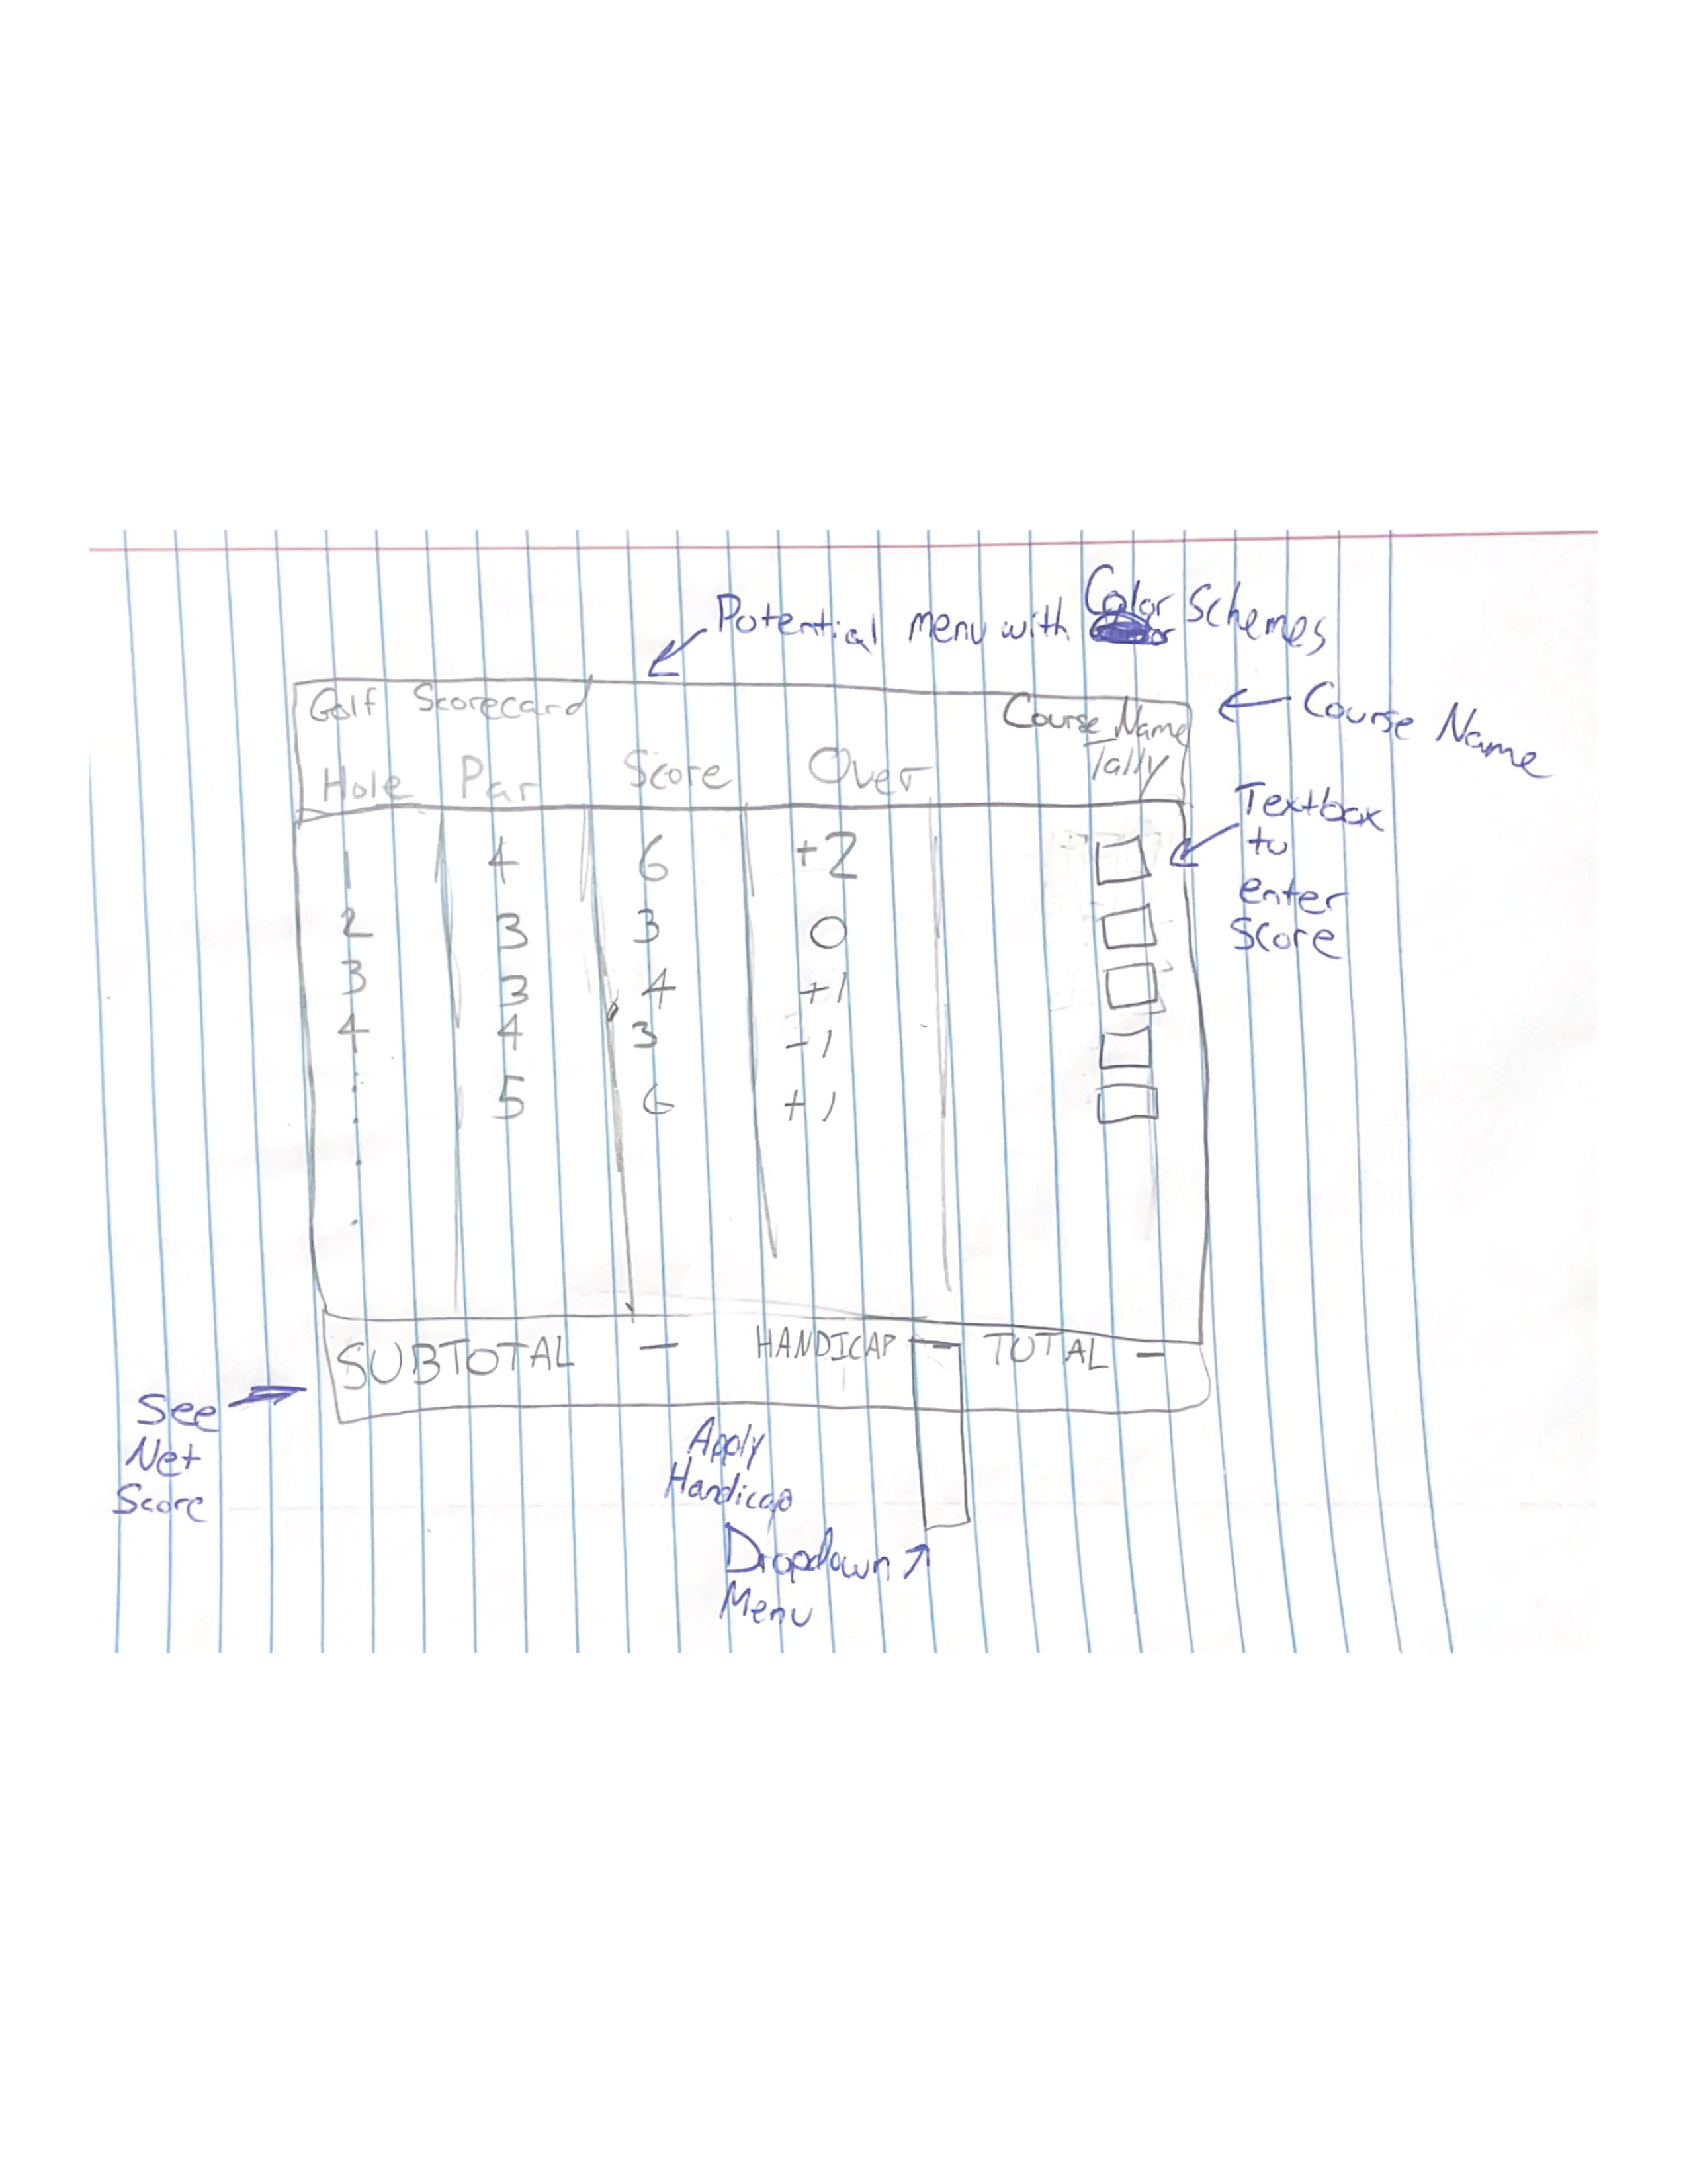 Potential menu with Color Schemes
Golf Scorecard
Course Name
← Course Name
Hole Par Score Over Tally
1 4 6 +2
Textbox
to
enter
Score
2 3 3 0
3 3 4 +1
4 4 3 -1
5 6 +1
SUBTOTAL — HANDICAP — TOTAL —
See
Net
Score
Apply
Handicap
Dropdown
Menu